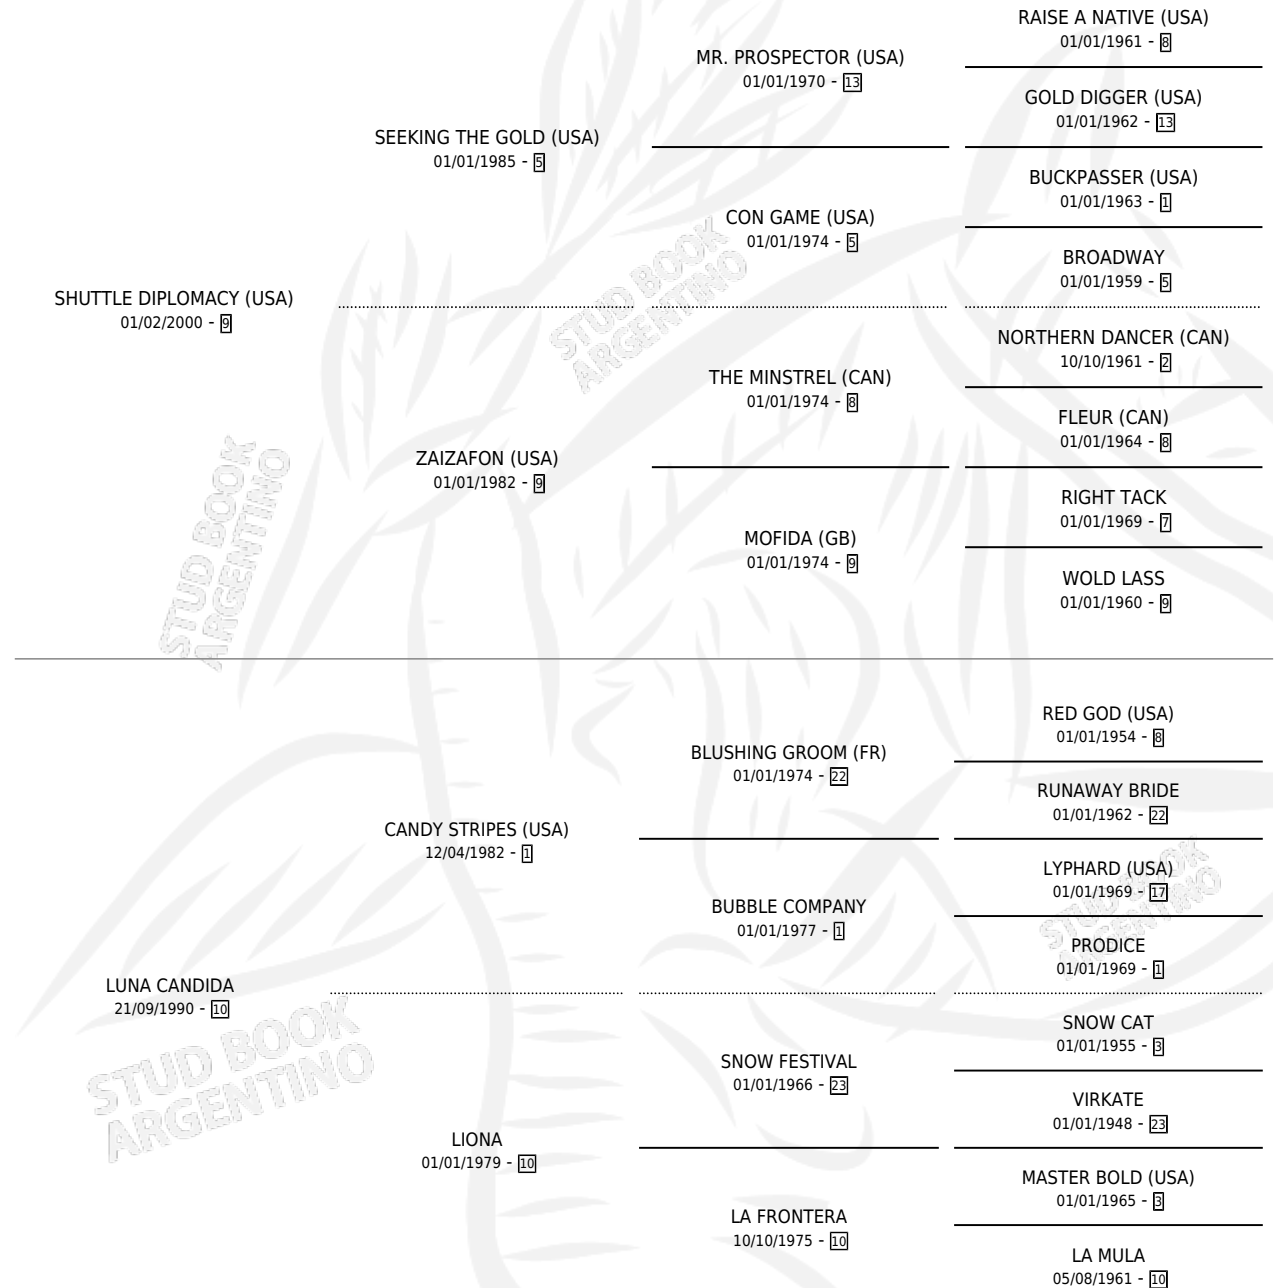 RAISE A NATIVE (USA)
01/01/1961 - 8
MR. PROSPECTOR (USA)
01/01/1970 - 13
GOLD DIGGER (USA)
01/01/1962 - 13
SEEKING THE GOLD (USA)
01/01/1985 - 5
BUCKPASSER (USA)
01/01/1963 - 1
CON GAME (USA)
01/01/1974 - 5
BROADWAY
01/01/1959 - 5
SHUTTLE DIPLOMACY (USA)
01/02/2000 - 9
NORTHERN DANCER (CAN)
10/10/1961 - 2
THE MINSTREL (CAN)
01/01/1974 - 8
FLEUR (CAN)
01/01/1964 - 8
ZAIZAFON (USA)
01/01/1982 - 9
RIGHT TACK
01/01/1969 - 7
MOFIDA (GB)
01/01/1974 - 9
WOLD LASS
01/01/1960 - 9
RED GOD (USA)
01/01/1954 - 8
BLUSHING GROOM (FR)
01/01/1974 - 22
RUNAWAY BRIDE
01/01/1962 - 22
CANDY STRIPES (USA)
12/04/1982 - 1
LYPHARD (USA)
01/01/1969 - 17
BUBBLE COMPANY
01/01/1977 - 1
PRODICE
01/01/1969 - 1
LUNA CANDIDA
21/09/1990 - 10
SNOW CAT
01/01/1955 - 3
SNOW FESTIVAL
01/01/1966 - 23
VIRKATE
01/01/1948 - 23
LIONA
01/01/1979 - 10
MASTER BOLD (USA)
01/01/1965 - 3
LA FRONTERA
10/10/1975 - 10
LA MULA
05/08/1961 - 10
STUD BOOK
ARGENTINO
STUD BOOK
ARGENTINO
STUD BOOK
ARGENTINO
STUD BOOK
ARGENTINO